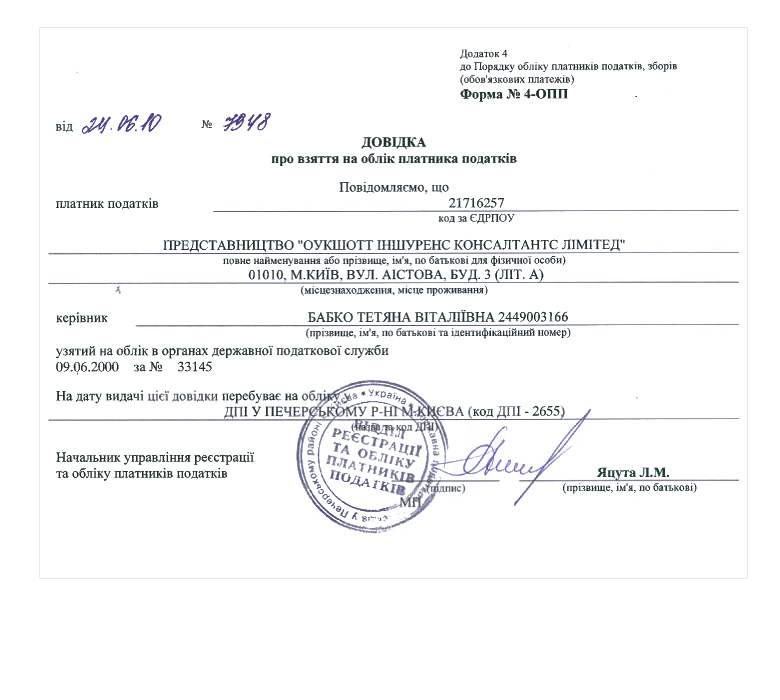 Додаток 4
до Порядку обліку платників податків, зборів
(обов'язкових платежів)
Форма № 4-ОПП
від 24.06.10 № 7948
ДОВІДКА
про взяття на облік платника податків
Повідомляємо, що
платник податків 21716257
код за ЄДРПОУ
ПРЕДСТАВНИЦТВО "ОУКШОТТ ІНШУРЕНС КОНСАЛТАНТС ЛІМІТЕД"
повне найменування або прізвище, ім'я, по батькові для фізичної особи)
01010, М.КИЇВ, ВУЛ. АІСТОВА, БУД. 3 (ЛІТ. А)
(місцезнаходження, місце проживання)
керівник БАБКО ТЕТЯНА ВІТАЛІЇВНА 2449003166
(прізвище, ім'я, по батькові та ідентифікаційний номер)
узятий на облік в органах державної податкової служби
09.06.2000 за № 33145
На дату видачі цієї довідки перебуває на обліку у
ДПІ У ПЕЧЕРСЬКОМУ Р-НІ М.КИЄВА (код ДПІ - 2655)
(назва та код ДПІ)
ВІДДІЛ
РЕЄСТРАЦІЇ
ТА ОБЛІКУ
ПЛАТНИКІВ
ПОДАТКІВ
Начальник управління реєстрації
та обліку платників податків
Яцута Л.М.
(підпис) (прізвище, ім'я, по батькові)
МП